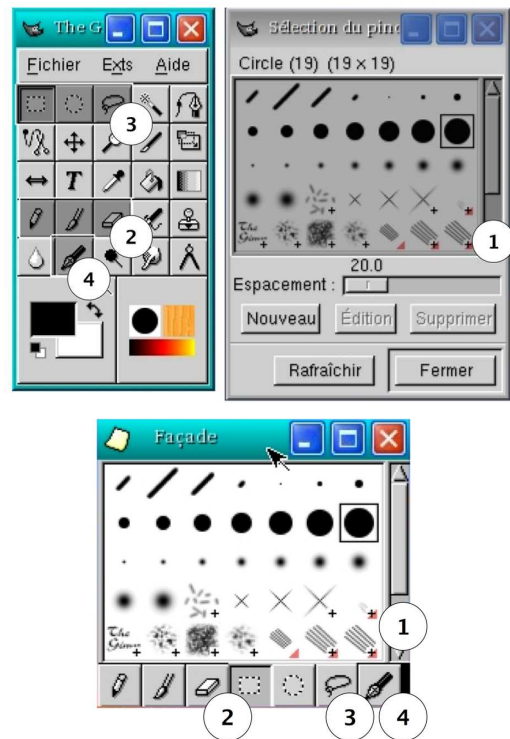 The G
Fichier Exts Aide
3
2
4
Sélection du pinc
Circle (19) (19 × 19)
The Gimp
1
20.0
Espacement :
Nouveau Édition Supprimer
Rafraîchir Fermer
Façade
The Gimp
1
2 3 4